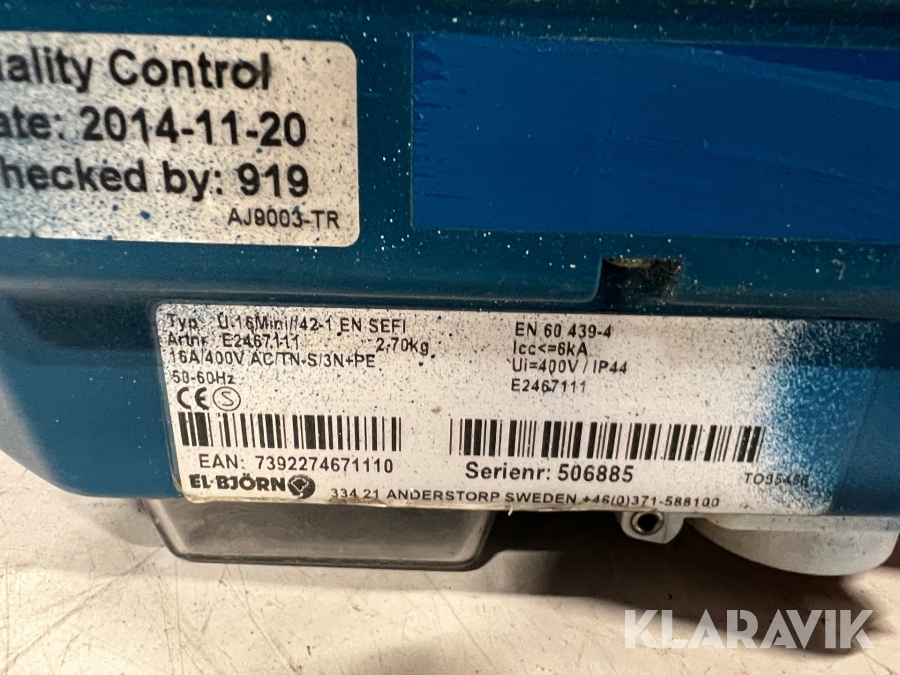 uality Control
ate: 2014-11-20
hecked by: 919
AJ9003-TR
Typ: U-16Mini//42-1 EN SEFI
Artnr: E2467111 2,70kg
16A/400V AC/TN-S/3N+PE
50-60Hz
CE S
EN 60 439-4
Icc<=6kA
Ui=400V / IP44
E2467111
EAN: 7392274671110
Serienr: 506885
EL-BJÖRN
334 21 ANDERSTORP SWEDEN +46(0)371-588100
KLARAVIK